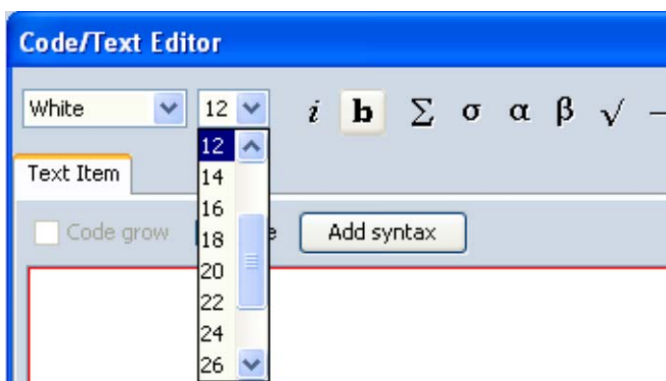 Code/Text Editor
White 12 i b Σ σ α β √
12
Text Item
14
16
Code grow
18
Add syntax
20
22
24
26